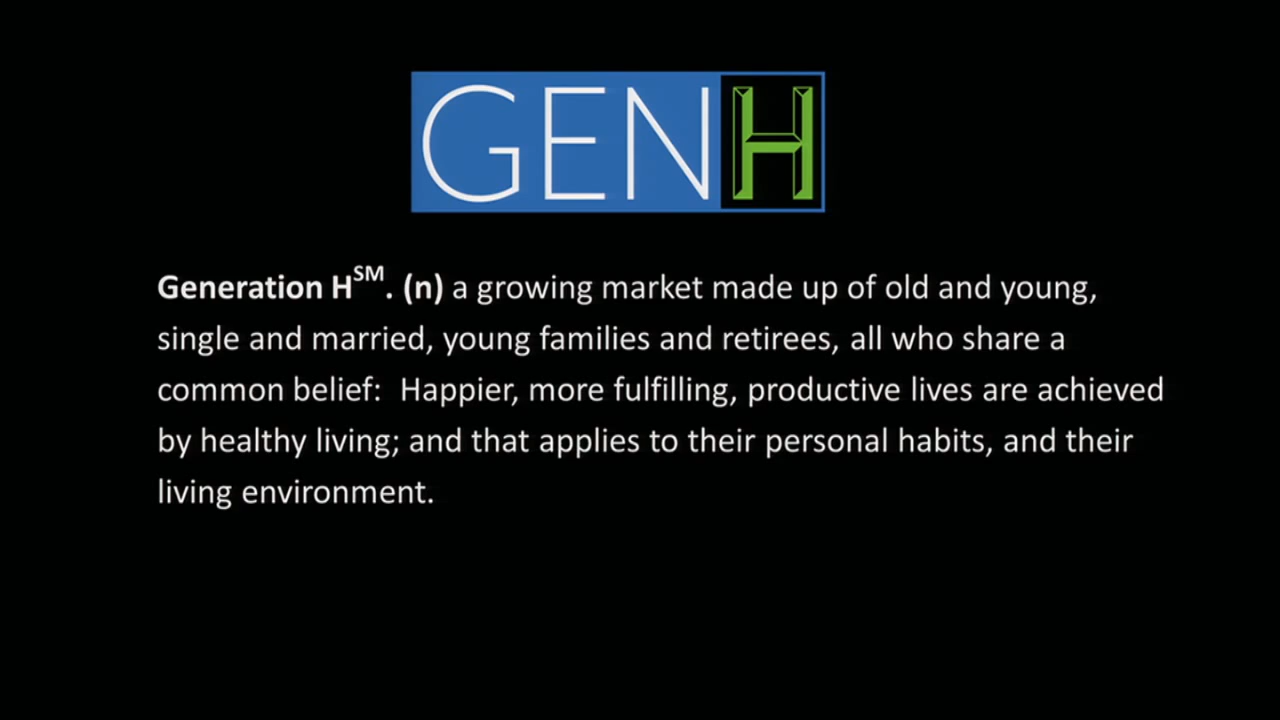 GENH
Generation Hˢᴹ. (n) a growing market made up of old and young,
single and married, young families and retirees, all who share a
common belief:  Happier, more fulfilling, productive lives are achieved
by healthy living; and that applies to their personal habits, and their
living environment.